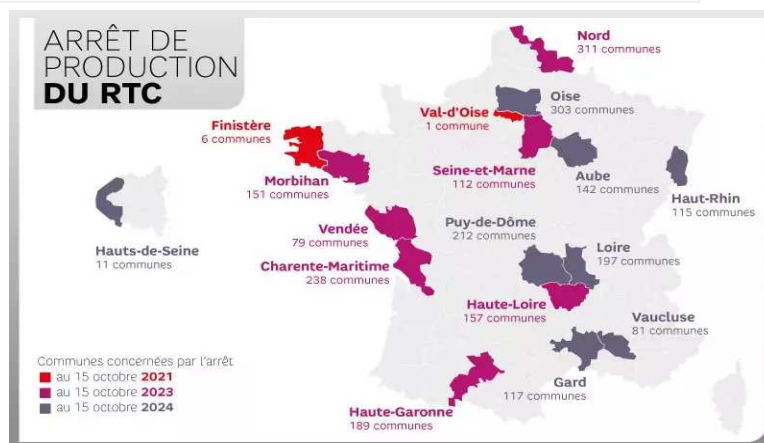 ARRÊT DE
PRODUCTION
DU RTC
Nord
311 communes
Oise
303 communes
Val-d'Oise
1 commune
Finistère
6 communes
Seine-et-Marne
112 communes
Aube
142 communes
Morbihan
151 communes
Haut-Rhin
115 communes
Vendée
79 communes
Puy-de-Dôme
212 communes
Hauts-de-Seine
11 communes
Loire
197 communes
Charente-Maritime
238 communes
Haute-Loire
157 communes
Vaucluse
81 communes
Communes concernées par l'arrêt
au 15 octobre 2021
au 15 octobre 2023
au 15 octobre 2024
Gard
117 communes
Haute-Garonne
189 communes